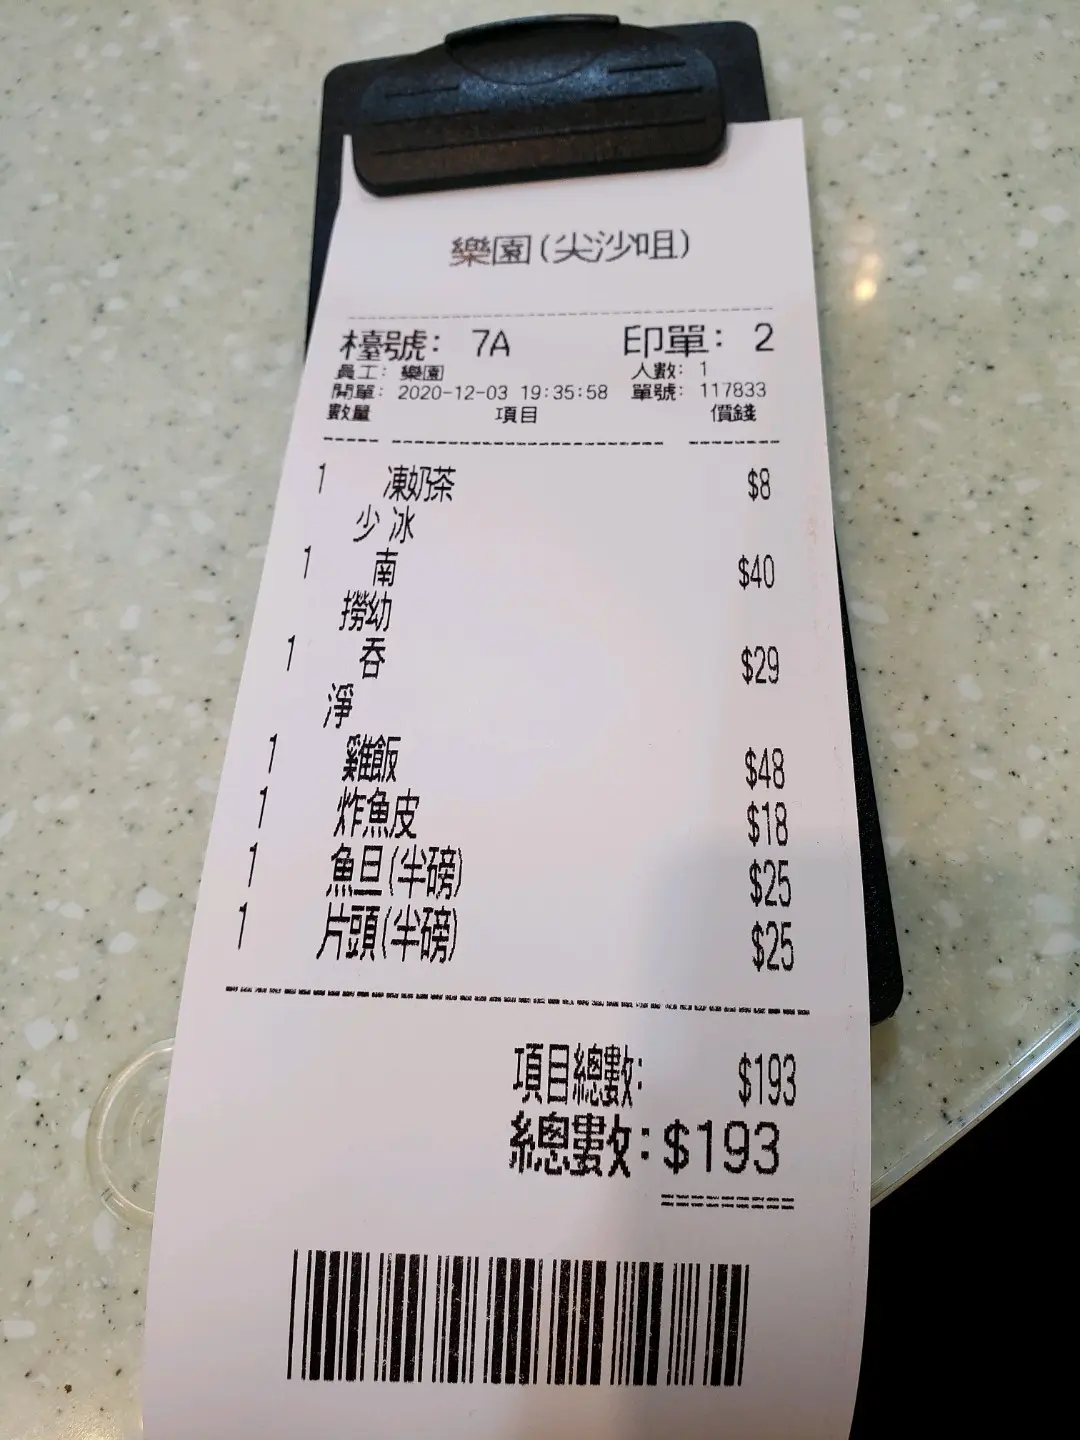 樂園(尖沙咀)
檯號: 7A 印單: 2
員工: 樂園 人數: 1
開單: 2020-12-03 19:35:58 單號: 117833
數量 項目 價錢
1 凍奶茶 $8
少冰
1 南 $40
撈幼
1 吞 $29
淨
1 雞飯 $48
1 炸魚皮 $18
1 魚旦(半磅) $25
1 片頭(半磅) $25
項目總數: $193
總數: $193